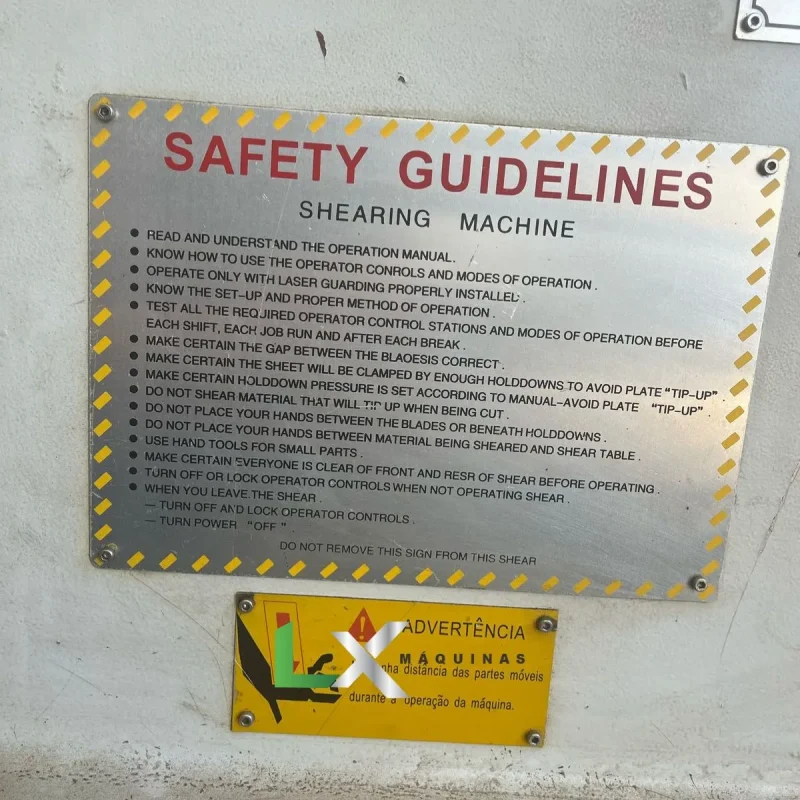 SAFETY GUIDELINES
SHEARING MACHINE
● READ AND UNDERSTAND THE OPERATION MANUAL.
● KNOW HOW TO USE THE OPERATOR CONROLS AND MODES OF OPERATION .
● OPERATE ONLY WITH LASER GUARDING PROPERLY INSTALLED.
● KNOW THE SET-UP AND PROPER METHOD OF OPERATION .
● TEST ALL THE REQUIRED OPERATOR CONTROL STATIONS AND MODES OF OPERATION BEFORE
EACH SHIFT, EACH JOB RUN AND AFTER EACH BREAK .
● MAKE CERTAIN THE GAP BETWEEN THE BLAOESIS CORRECT .
● MAKE CERTAIN THE SHEET WILL BE CLAMPED BY ENOUGH HOLDDOWNS TO AVOID PLATE “TIP-UP” .
● MAKE CERTAIN HOLDDOWN PRESSURE IS SET ACCORDING TO MANUAL-AVOID PLATE “TIP-UP” .
● DO NOT SHEAR MATERIAL THAT WILL TIP UP WHEN BEING CUT .
● DO NOT PLACE YOUR HANDS BETWEEN THE BLADES OR BENEATH HOLDDOWNS .
● DO NOT PLACE YOUR HANDS BETWEEN MATERIAL BEING SHEARED AND SHEAR TABLE .
● USE HAND TOOLS FOR SMALL PARTS .
● MAKE CERTAIN EVERYONE IS CLEAR OF FRONT AND RESR OF SHEAR BEFORE OPERATING .
● TURN OFF OR LOCK OPERATOR CONTROLS WHEN NOT OPERATING SHEAR .
● WHEN YOU LEAVE THE SHEAR .
— TURN OFF AND LOCK OPERATOR CONTROLS .
— TURN POWER “OFF” .
DO NOT REMOVE THIS SIGN FROM THIS SHEAR
ADVERTÊNCIA
LX
MÁQUINAS
distância das partes móveis
durante a operação da máquina.